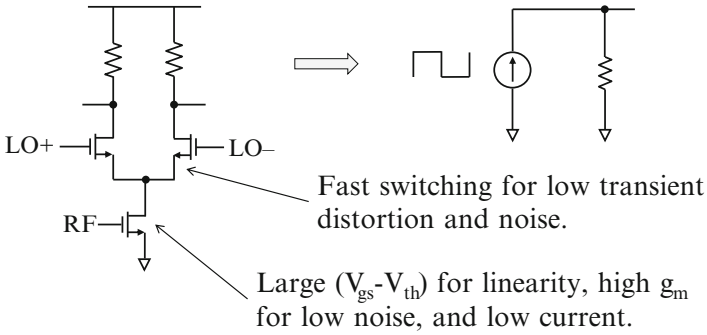 LO+
LO–
Fast switching for low transient
distortion and noise.
RF
Large (Vgs-Vth) for linearity, high gm
for low noise, and low current.